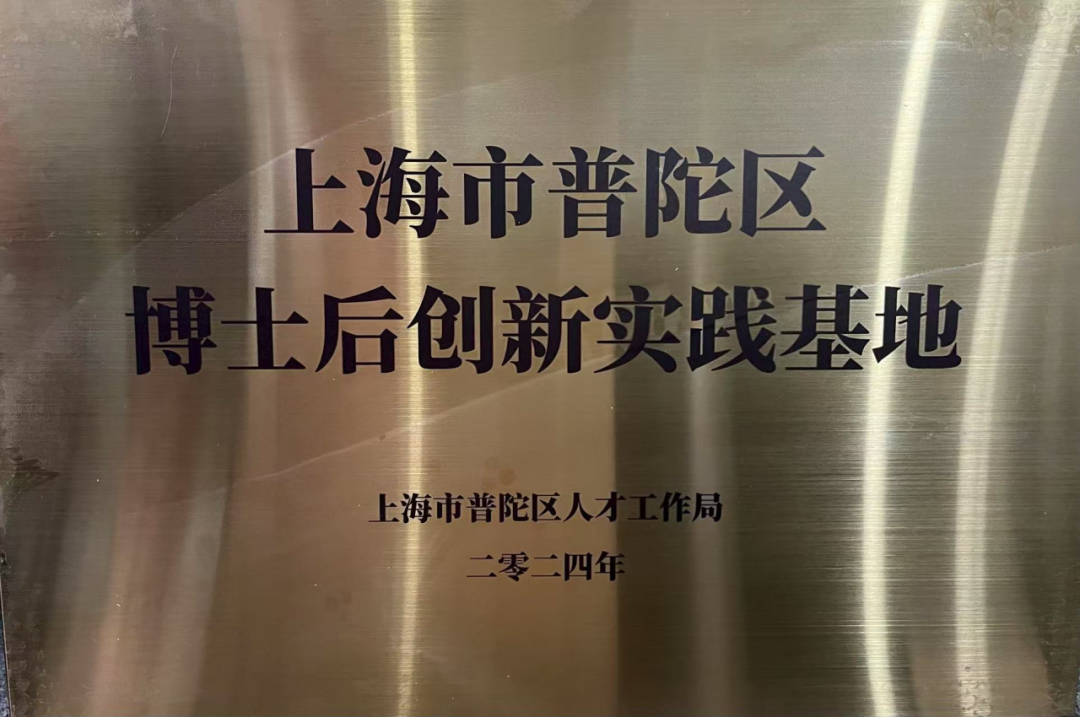 上海市普陀区
博士后创新实践基地
上海市普陀区人才工作局
二零二四年